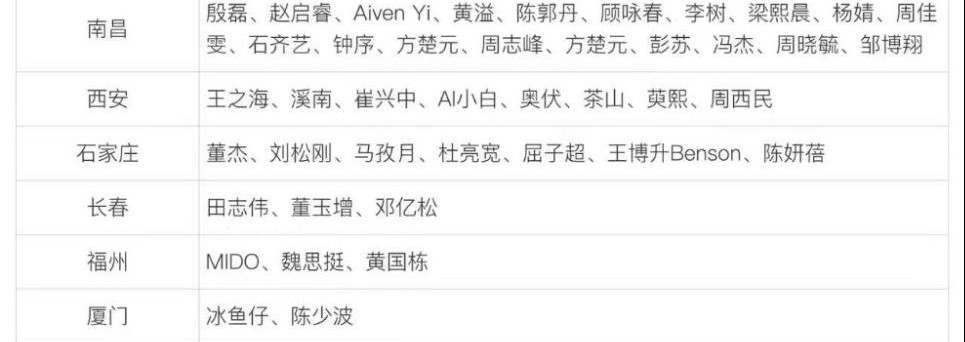 南昌
殷磊、赵启睿、Aiven Yi、黄溢、陈郭丹、顾咏春、李树、梁熙晨、杨婧、周佳
雯、石齐艺、钟序、方楚元、周志峰、方楚元、彭苏、冯杰、周晓毓、邹博翔
西安
王之海、溪南、崔兴中、AI小白、奥伏、茶山、萸熙、周西民
石家庄
董杰、刘松刚、马孜月、杜亮宽、屈子超、王博升Benson、陈妍蓓
长春
田志伟、董玉增、邓亿松
福州
MIDO、魏思挺、黄国栋
厦门
冰鱼仔、陈少波